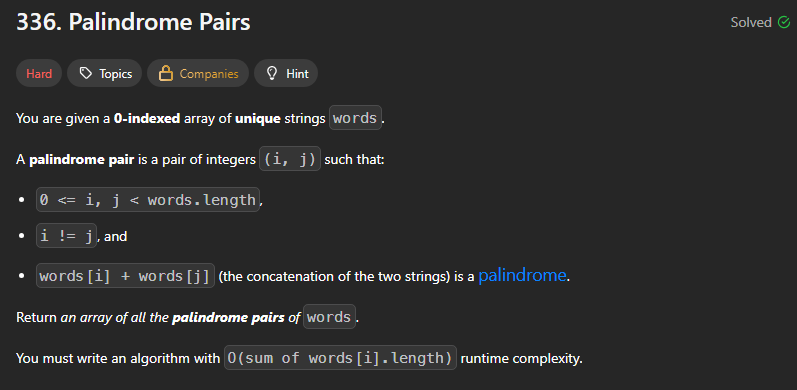 336. Palindrome Pairs
Solved
Hard Topics Companies Hint
You are given a 0-indexed array of unique strings words.
A palindrome pair is a pair of integers (i, j) such that:
• 0 <= i, j < words.length,
• i != j, and
• words[i] + words[j] (the concatenation of the two strings) is a palindrome.
Return an array of all the palindrome pairs of words.
You must write an algorithm with O(sum of words[i].length) runtime complexity.